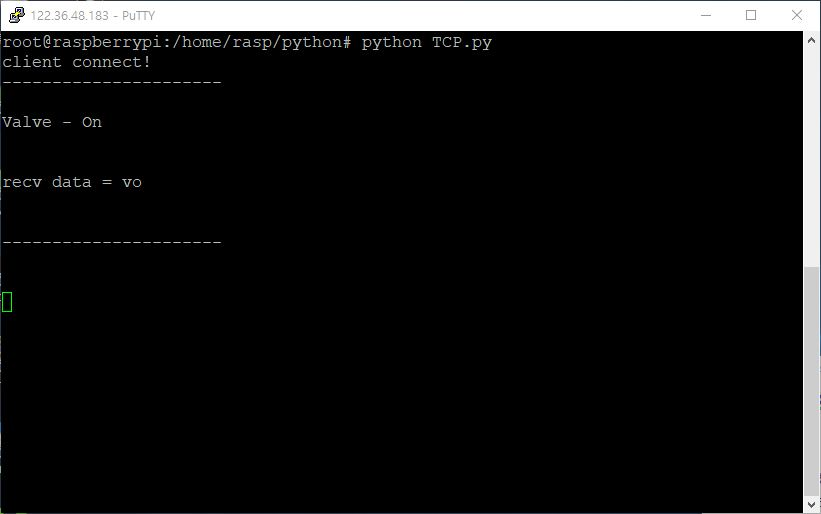 122.36.48.183 - PuTTY
root@raspberrypi:/home/rasp/python# python TCP.py
client connect!
----------------------
Valve - On
recv data = vo
----------------------